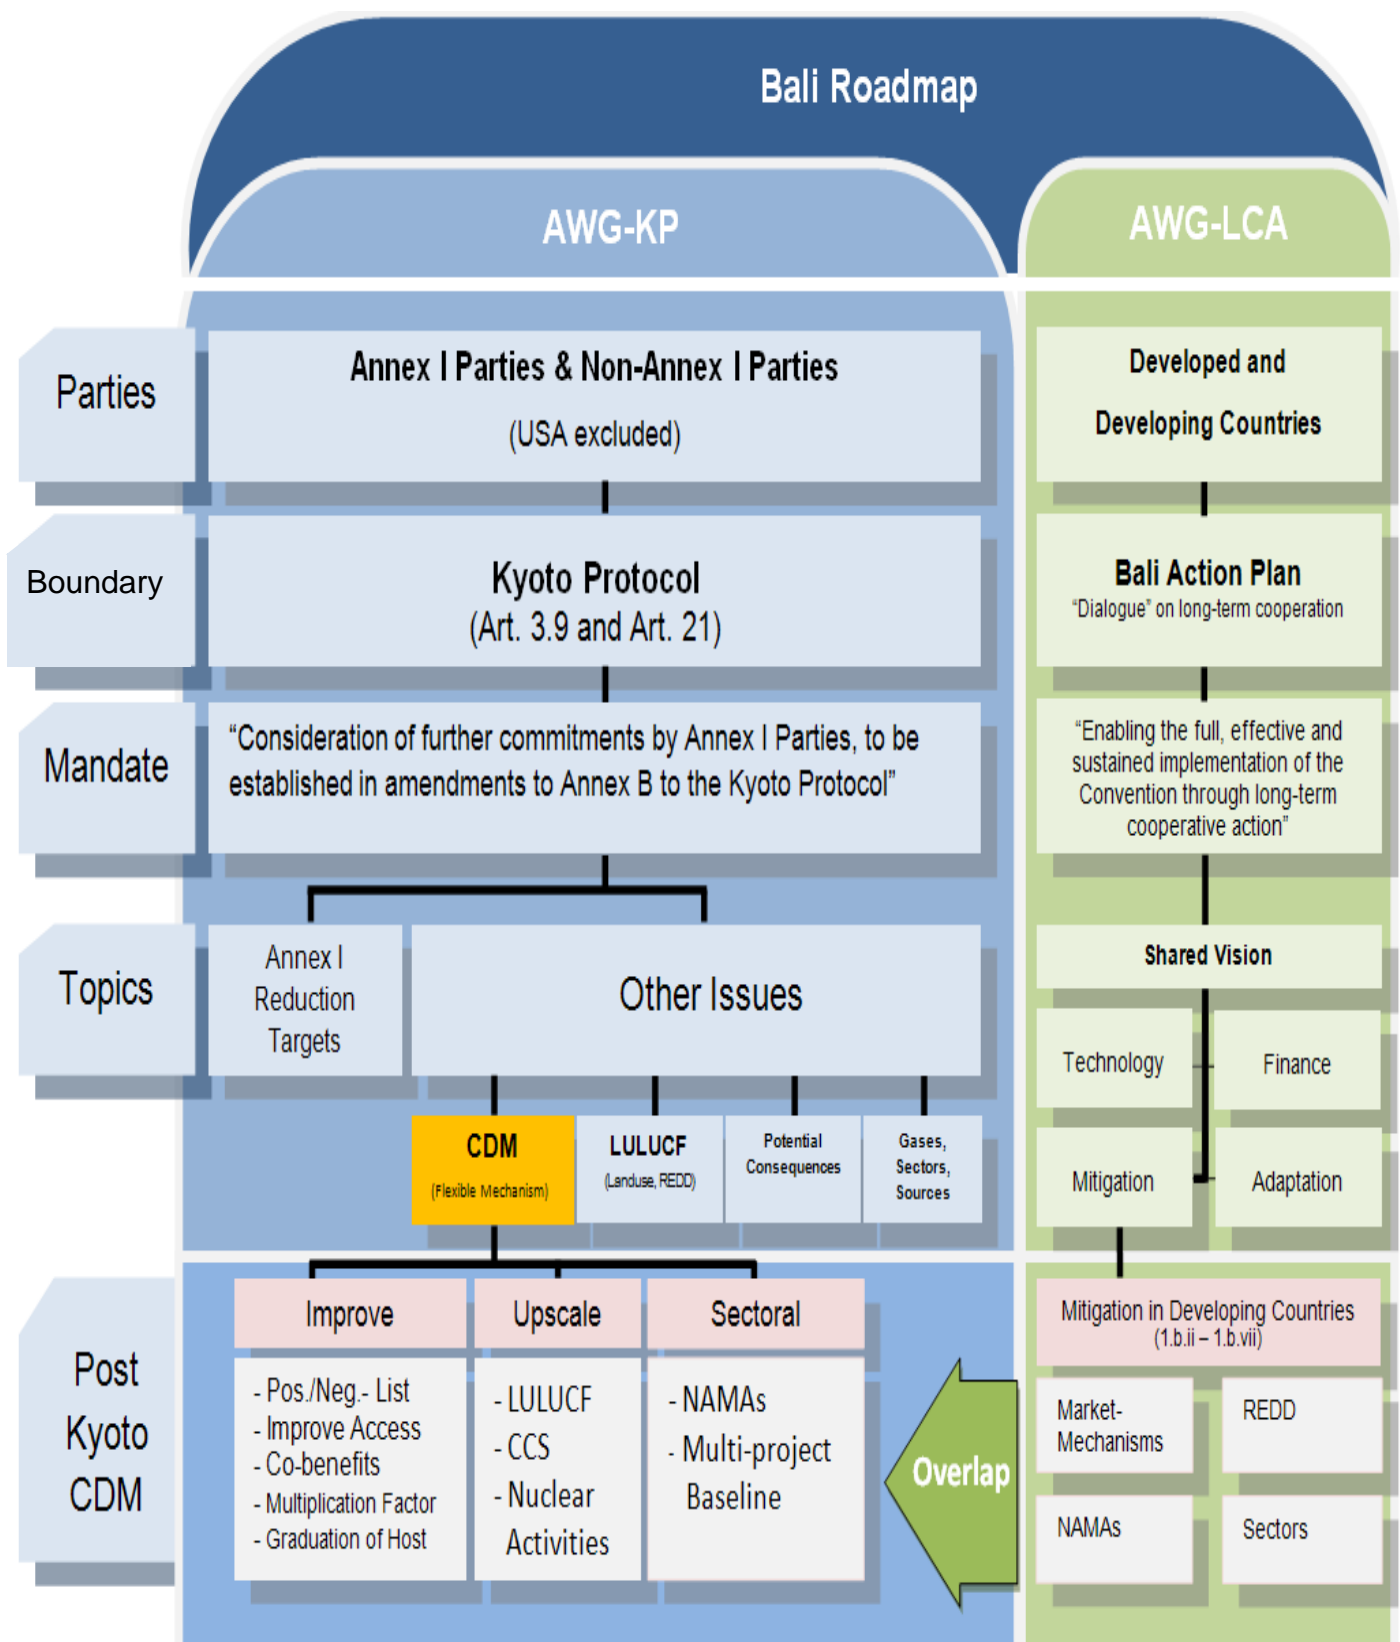 Bali Roadmap
AWG-KP
AWG-LCA
Parties
Annex I Parties & Non-Annex I Parties
(USA excluded)
Developed and
Developing Countries
Boundary
Kyoto Protocol
(Art. 3.9 and Art. 21)
Bali Action Plan
“Dialogue” on long-term cooperation
Mandate
“Consideration of further commitments by Annex I Parties, to be
established in amendments to Annex B to the Kyoto Protocol”
“Enabling the full, effective and
sustained implementation of the
Convention through long-term
cooperative action”
Topics
Annex I
Reduction
Targets
Other Issues
Shared Vision
Technology
Finance
Mitigation
Adaptation
CDM
(Flexible Mechanism)
LULUCF
(Landuse, REDD)
Potential
Consequences
Gases,
Sectors,
Sources
Post
Kyoto
CDM
Improve
- Pos./Neg.- List
- Improve Access
- Co-benefits
- Multiplication Factor
- Graduation of Host
Upscale
- LULUCF
- CCS
- Nuclear
Activities
Sectoral
- NAMAs
- Multi-project
Baseline
Overlap
Mitigation in Developing Countries
(1.b.ii – 1.b.vii)
Market-
Mechanisms
REDD
NAMAs
Sectors